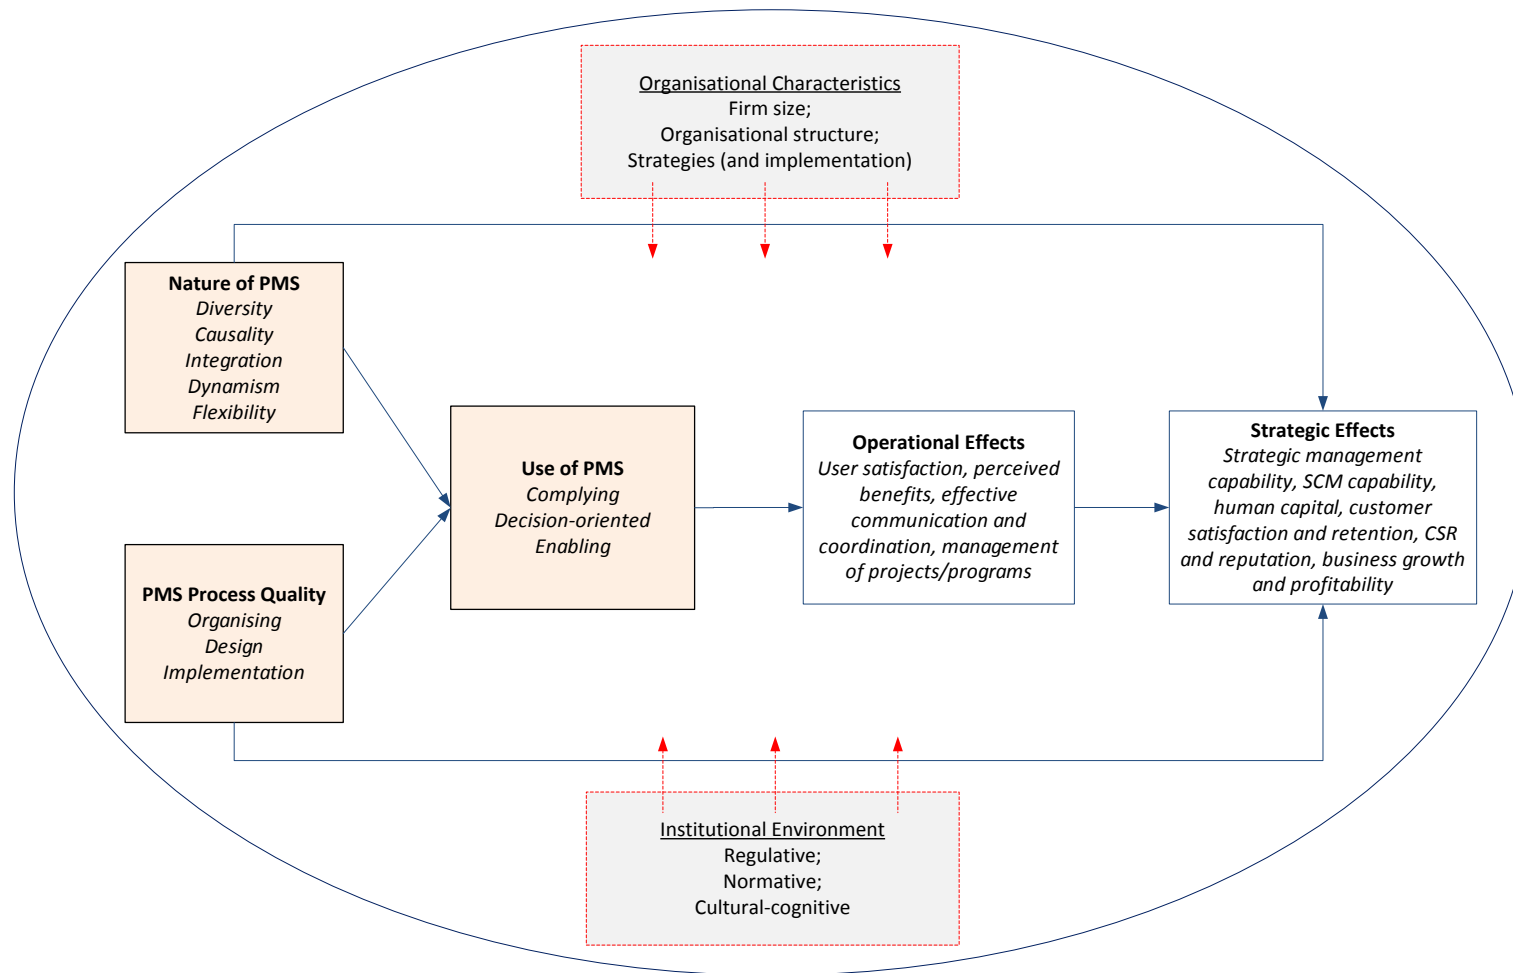 Organisational Characteristics
Firm size;
Organisational structure;
Strategies (and implementation)
Nature of PMS
Diversity
Causality
Integration
Dynamism
Flexibility
PMS Process Quality
Organising
Design
Implementation
Use of PMS
Complying
Decision-oriented
Enabling
Operational Effects
User satisfaction, perceived
benefits, effective
communication and
coordination, management
of projects/programs
Strategic Effects
Strategic management
capability, SCM capability,
human capital, customer
satisfaction and retention, CSR
and reputation, business growth
and profitability
Institutional Environment
Regulative;
Normative;
Cultural-cognitive